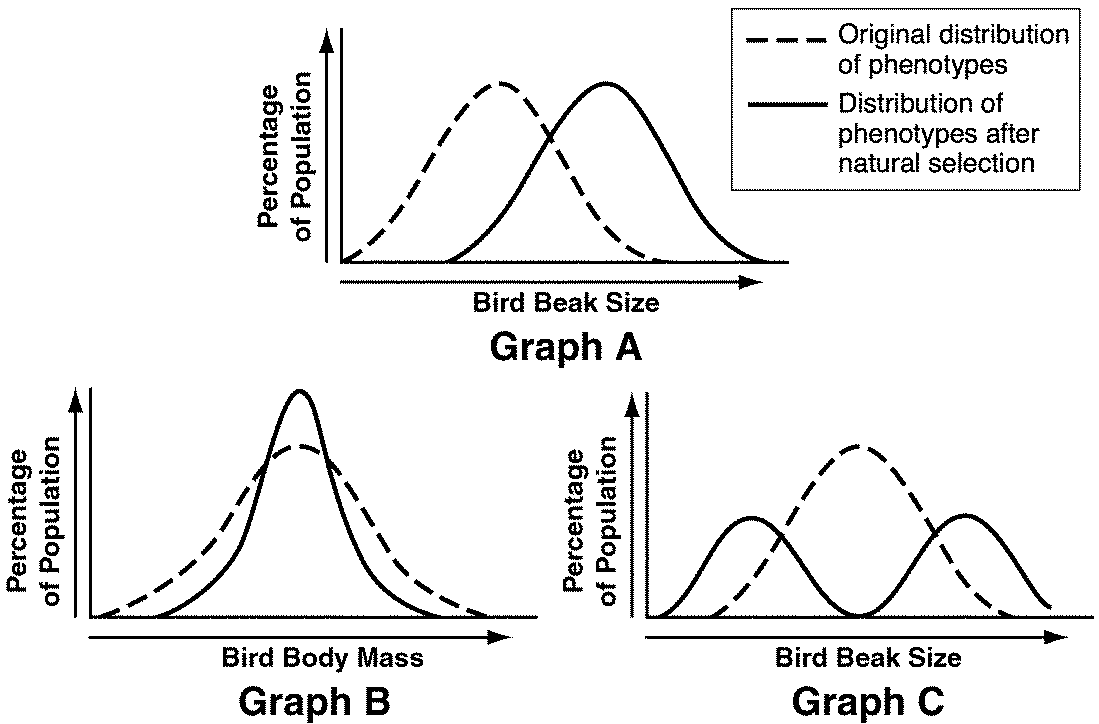 Original distribution
of phenotypes
Distribution of
phenotypes after
natural selection
Percentage
of Population
Bird Beak Size
Graph A
Percentage
of Population
Bird Body Mass
Graph B
Percentage
of Population
Bird Beak Size
Graph C